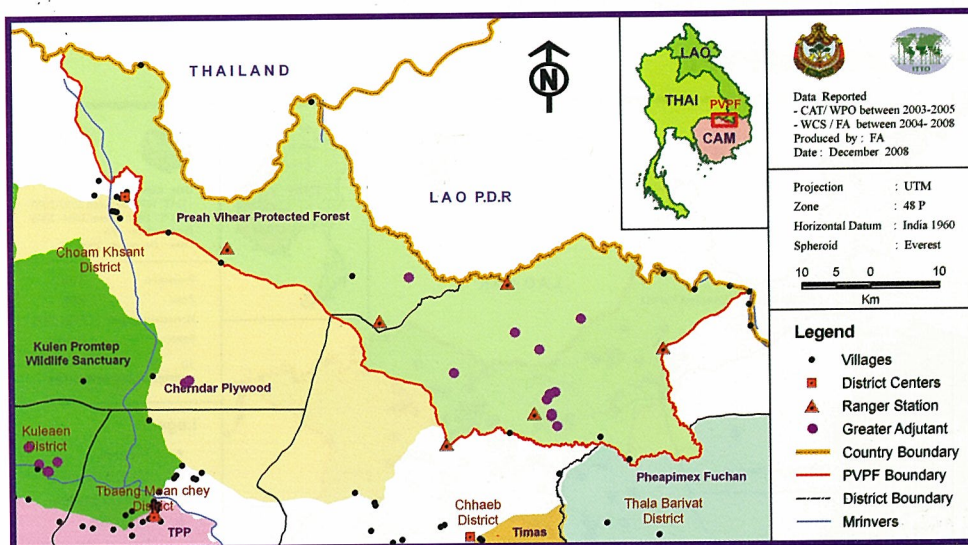 THAILAND
LAO P.D.R
Preah Vihear Protected Forest
Choam Khsant
District
Kulen Promtep
Wildlife Sanctuary
Cherndar Plywood
Kuleaen
District
Tbaeng Mean chey
District
TPP
Chhaeb
District
Timas
Pheapimex Fuchan
Thala Barivat
District
N
LAO
THAI
PVPF
CAM
ITTO
Data Reported
- CAT/ WPO between 2003-2005
- WCS / FA between 2004- 2008
Produced by : FA
Date : December 2008
Projection : UTM
Zone : 48 P
Horizontal Datum : India 1960
Spheroid : Everest
10 5 0 10
Km
Legend
Villages
District Centers
Ranger Station
Greater Adjutant
Country Boundary
PVPF Boundary
District Boundary
Mrinvers